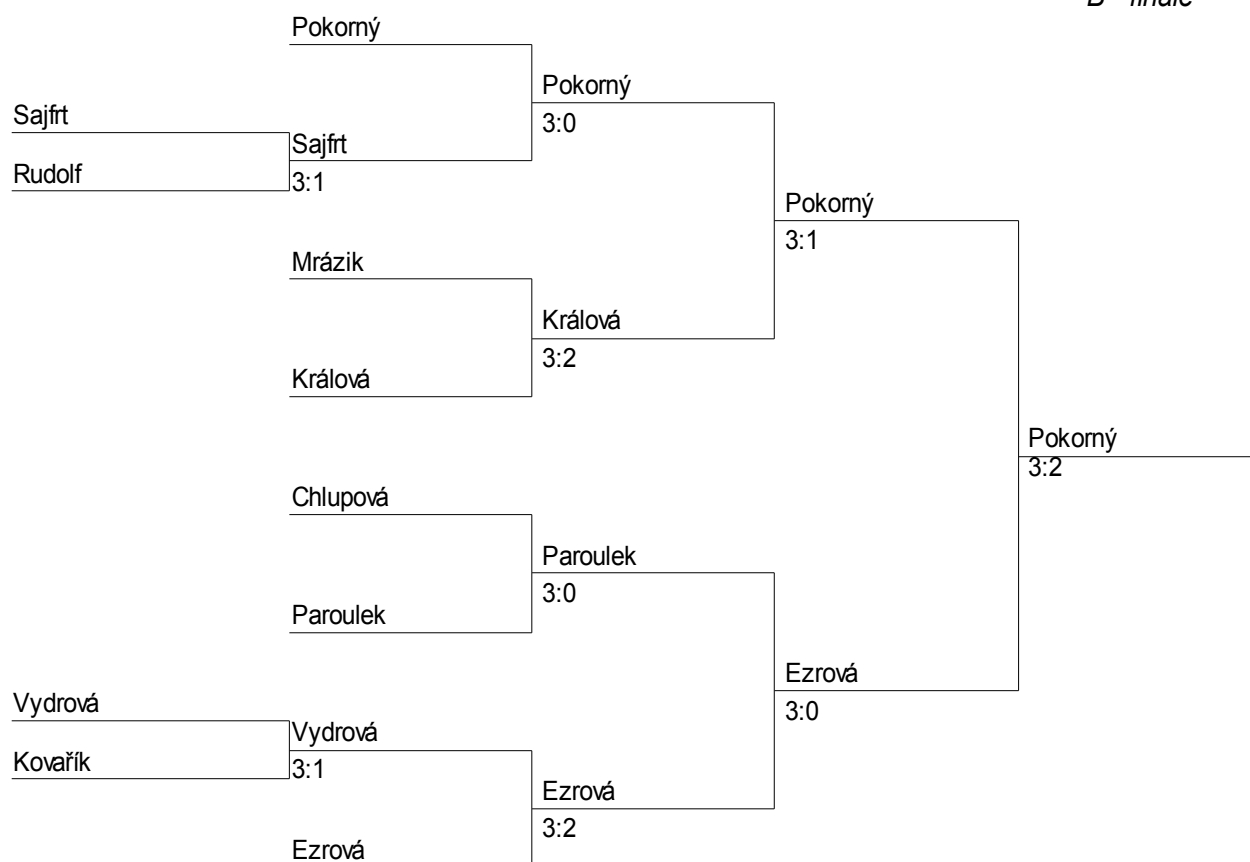 "B" finále
Pokorný
Pokorný
3:0
Sajfrt
Rudolf
Sajfrt
3:1
Pokorný
3:1
Mrázik
Králová
3:2
Králová
Pokorný
3:2
Chlupová
Paroulek
3:0
Paroulek
Ezrová
3:0
Vydrová
Kovařík
Vydrová
3:1
Ezrová
3:2
Ezrová